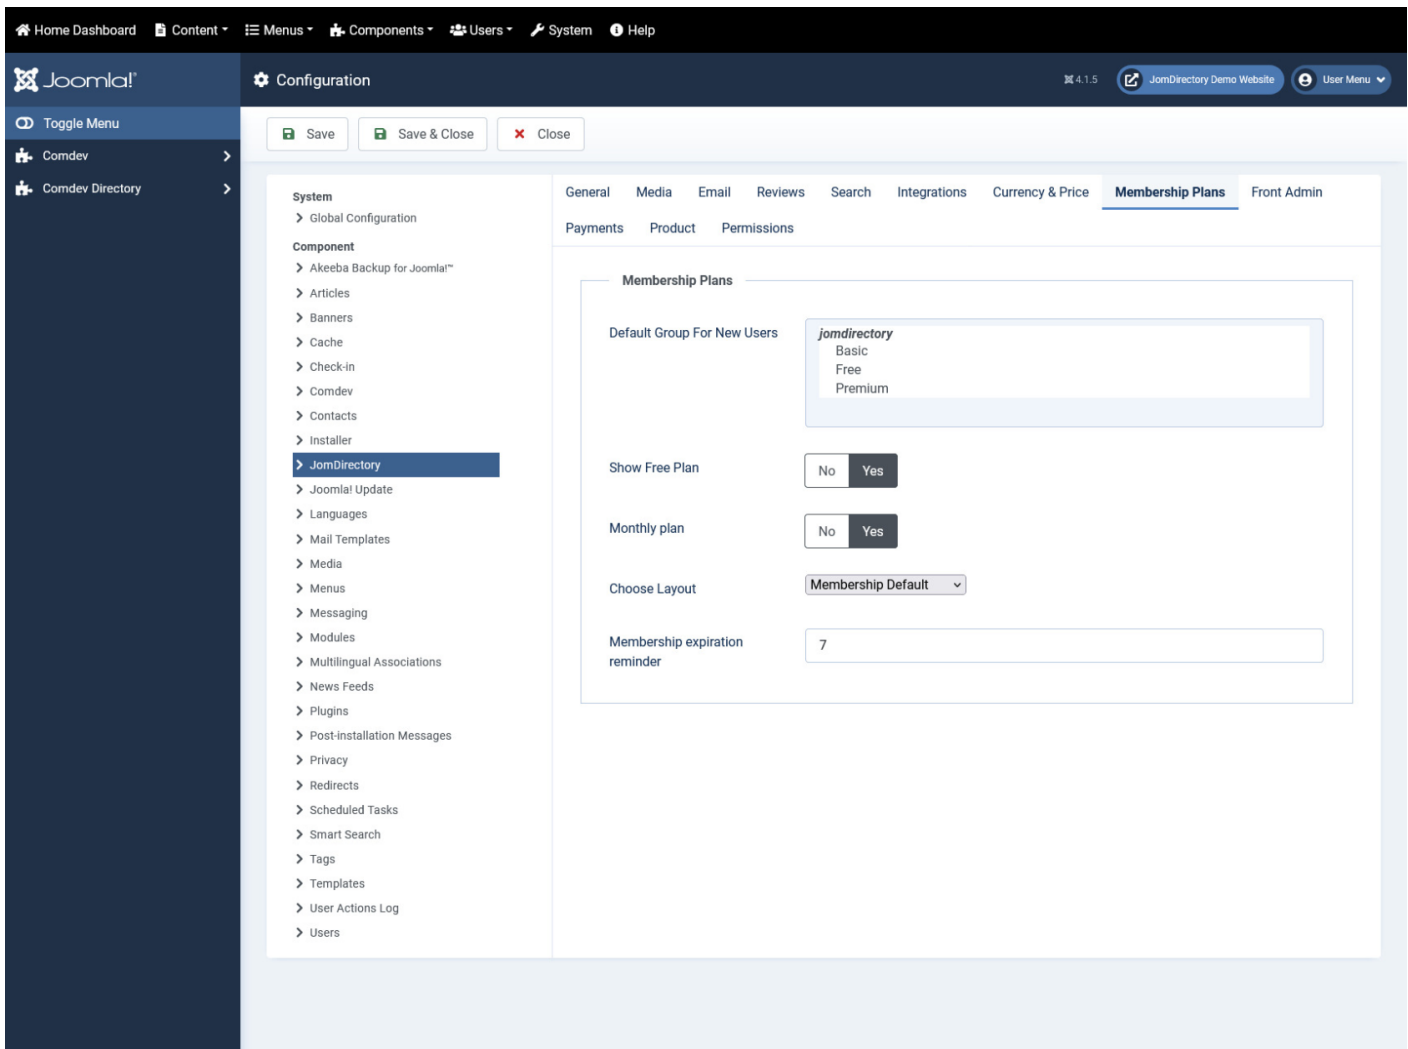 Home Dashboard Content Menus Components Users System Help
Joomla!
Configuration
4.1.5
JomDirectory Demo Website
User Menu
Toggle Menu
Comdev
Comdev Directory
Save
Save & Close
Close
System
Global Configuration
Component
Akeeba Backup for Joomla!™
Articles
Banners
Cache
Check-in
Comdev
Contacts
Installer
JomDirectory
Joomla! Update
Languages
Mail Templates
Media
Menus
Messaging
Modules
Multilingual Associations
News Feeds
Plugins
Post-installation Messages
Privacy
Redirects
Scheduled Tasks
Smart Search
Tags
Templates
User Actions Log
Users
General Media Email Reviews Search Integrations Currency & Price Membership Plans Front Admin
Payments Product Permissions
Membership Plans
Default Group For New Users
jomdirectory
Basic
Free
Premium
Show Free Plan
No Yes
Monthly plan
No Yes
Choose Layout
Membership Default
Membership expiration
reminder
7